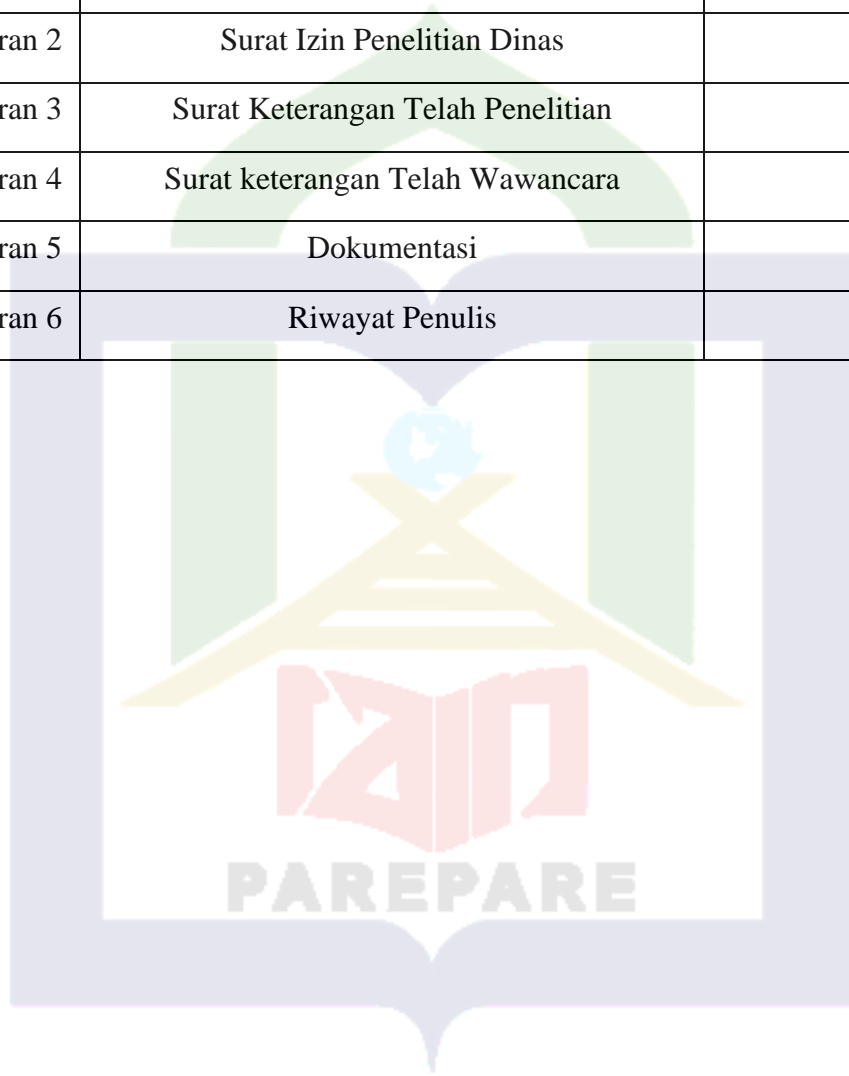 ran 2 Surat Izin Penelitian Dinas
ran 3 Surat Keterangan Telah Penelitian
ran 4 Surat keterangan Telah Wawancara
ran 5 Dokumentasi
ran 6 Riwayat Penulis
iain
PAREPARE